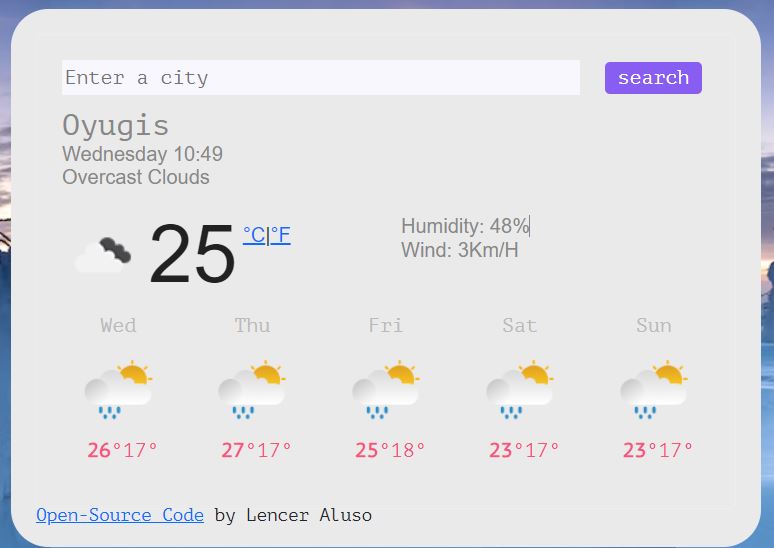 Enter a city search
Oyugis
Wednesday 10:49
Overcast Clouds
25 °C|°F
Humidity: 48%
Wind: 3Km/H
Wed Thu Fri Sat Sun
26°17° 27°17° 25°18° 23°17° 23°17°
Open-Source Code by Lencer Aluso